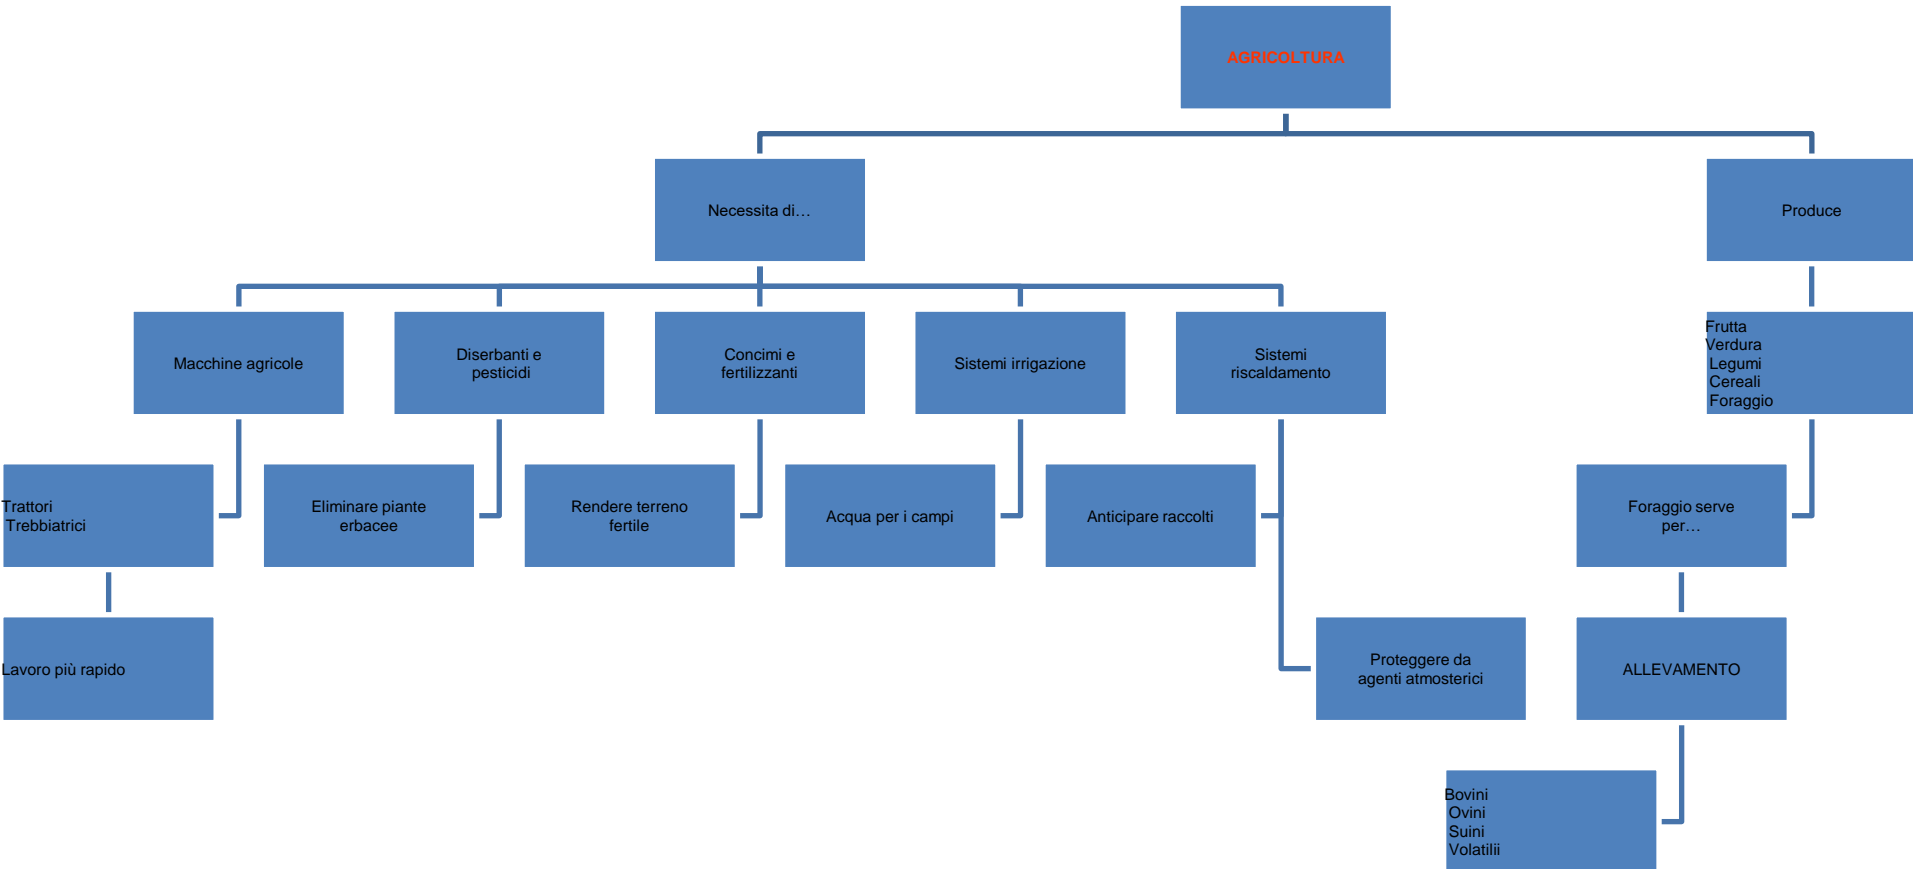 AGRICOLTURA
Necessita di…
Produce
Macchine agricole
Diserbanti e
pesticidi
Concimi e
fertilizzanti
Sistemi irrigazione
Sistemi
riscaldamento
Frutta
Verdura
Legumi
Cereali
Foraggio
Trattori
Trebbiatrici
Eliminare piante
erbacee
Rendere terreno
fertile
Acqua per i campi
Anticipare raccolti
Foraggio serve
per…
Lavoro più rapido
Proteggere da
agenti atmosterici
ALLEVAMENTO
Bovini
Ovini
Suini
Volatilii